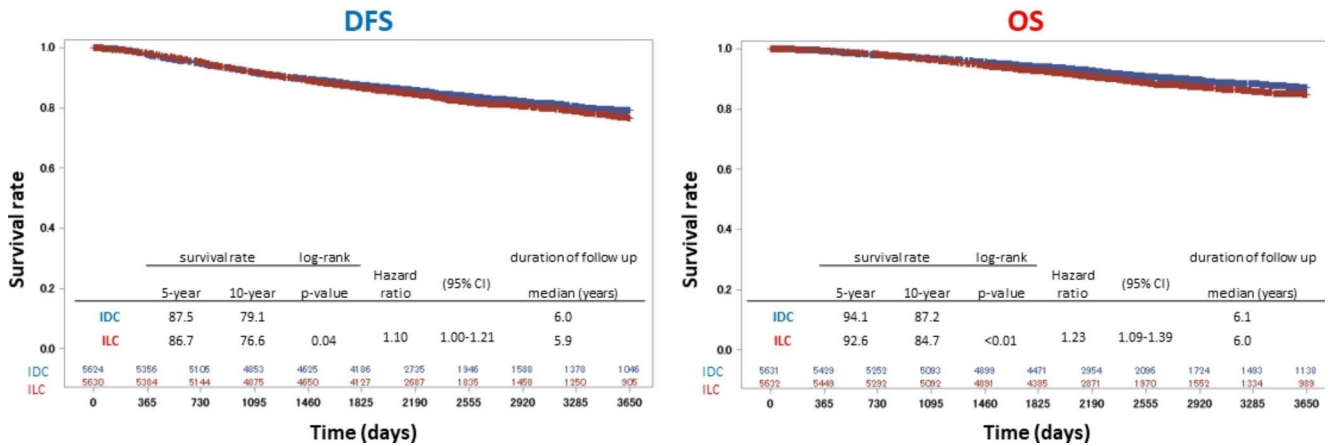 DFS
Survival rate
1.0
0.8
0.6
0.4
0.2
0.0
survival rate log-rank duration of follow up
5-year 10-year p-value Hazard ratio (95% CI) median (years)
IDC 87.5 79.1 6.0
ILC 86.7 76.6 0.04 1.10 1.00-1.21 5.9
IDC 5624 5356 5105 4853 4625 4186 2735 1946 1588 1378 1046
ILC 5630 5384 5144 4875 4650 4127 2687 1835 1458 1250 905
0 365 730 1095 1460 1825 2190 2555 2920 3285 3650
Time (days)
OS
Survival rate
1.0
0.8
0.6
0.4
0.2
0.0
survival rate log-rank duration of follow up
5-year 10-year p-value Hazard ratio (95% CI) median (years)
IDC 94.1 87.2 6.1
ILC 92.6 84.7 <0.01 1.23 1.09-1.39 6.0
IDC 5631 5429 5252 5093 4899 4471 2954 2095 1724 1493 1138
ILC 5632 5449 5292 5092 4891 4385 2871 1970 1552 1334 989
0 365 730 1095 1460 1825 2190 2555 2920 3285 3650
Time (days)